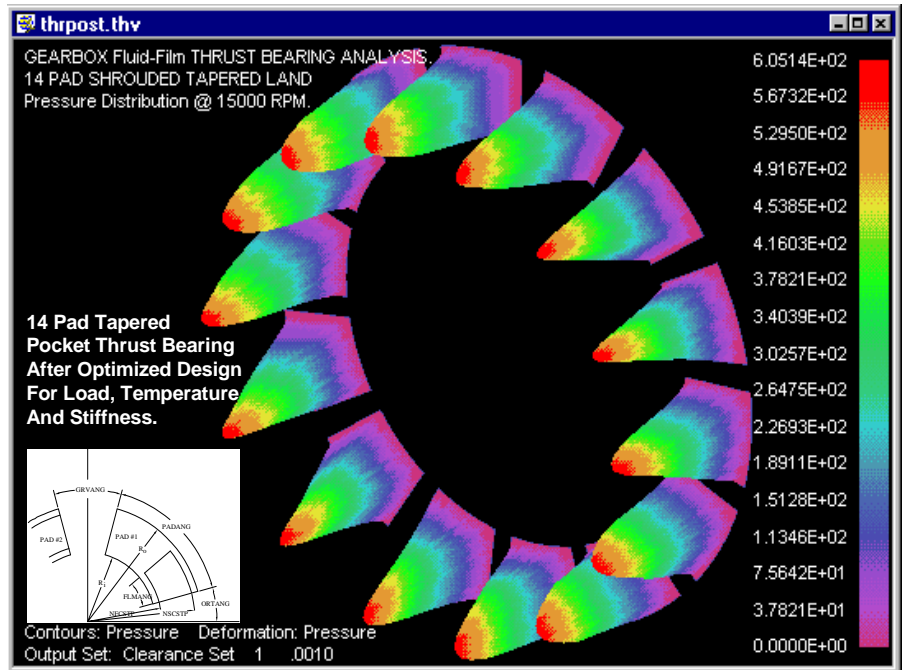 thrpost.thv
GEARBOX Fluid-Film THRUST BEARING ANALYSIS.
14 PAD SHROUDED TAPERED LAND
Pressure Distribution @ 15000 RPM.
6.0514E+02
5.6732E+02
5.2950E+02
4.9167E+02
4.5385E+02
4.1603E+02
3.7821E+02
3.4039E+02
3.0257E+02
2.6475E+02
2.2693E+02
1.8911E+02
1.5128E+02
1.1346E+02
7.5642E+01
3.7821E+01
0.0000E+00
14 Pad Tapered
Pocket Thrust Bearing
After Optimized Design
For Load, Temperature
And Stiffness.
GRVANG
PADANG
PAD #2
PAD #1
Ro
Ri
FLMANG
ORTANG
NSCSTP
Contours: Pressure Deformation: Pressure
Output Set: Clearance Set 1 .0010